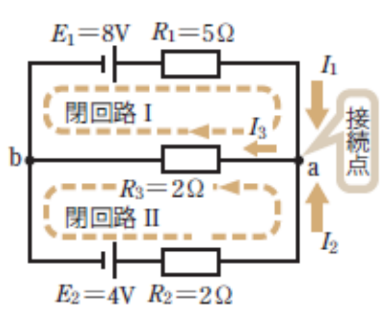 E₁=8V R₁=5Ω
I₁
閉回路 I
I₃
接続点
b
a
R₃=2Ω
閉回路 II
I₂
E₂=4V R₂=2Ω